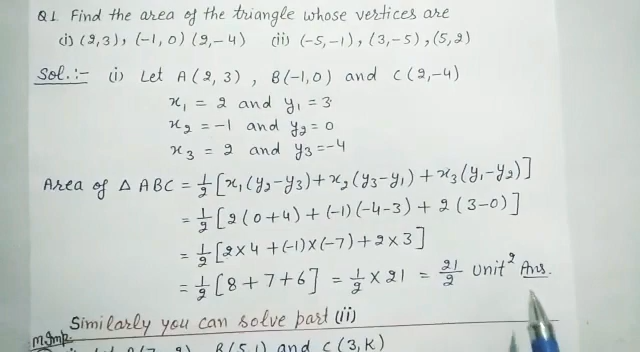 Q1. Find the area of the triangle whose vertices are
(i) (2,3), (-1,0) (2,-4) (ii) (-5,-1), (3,-5), (5,2)
Sol.:- (i) Let A(2, 3), B(-1,0) and C(2,-4)
x₁ = 2 and y₁ = 3
x₂ = -1 and y₂ = 0
x₃ = 2 and y₃ = -4
Area of △ ABC = 1/2 [x₁(y₂-y₃)+x₂(y₃-y₁)+x₃(y₁-y₂)]
= 1/2 [2(0+4)+(-1)(-4-3)+2(3-0)]
= 1/2 [2×4+(-1)×(-7)+2×3]
= 1/2 [8+7+6] = 1/2 × 21 = 21/2 unit² Ans.
Similarly you can solve part (ii)
m.Imp.
B(5,1) and C(3,K)